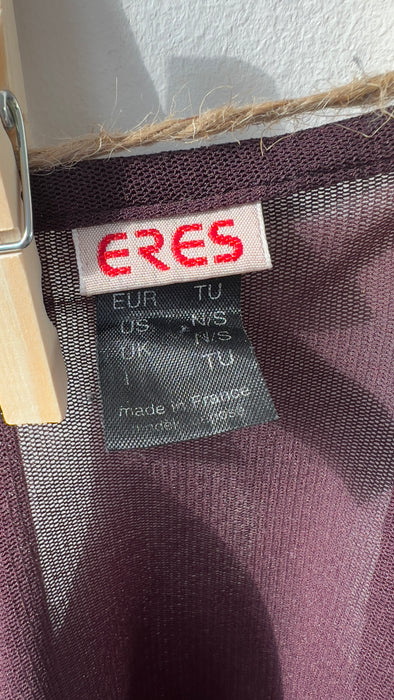 ERES
EUR TU
US N/S
UK N/S
I TU
made in France